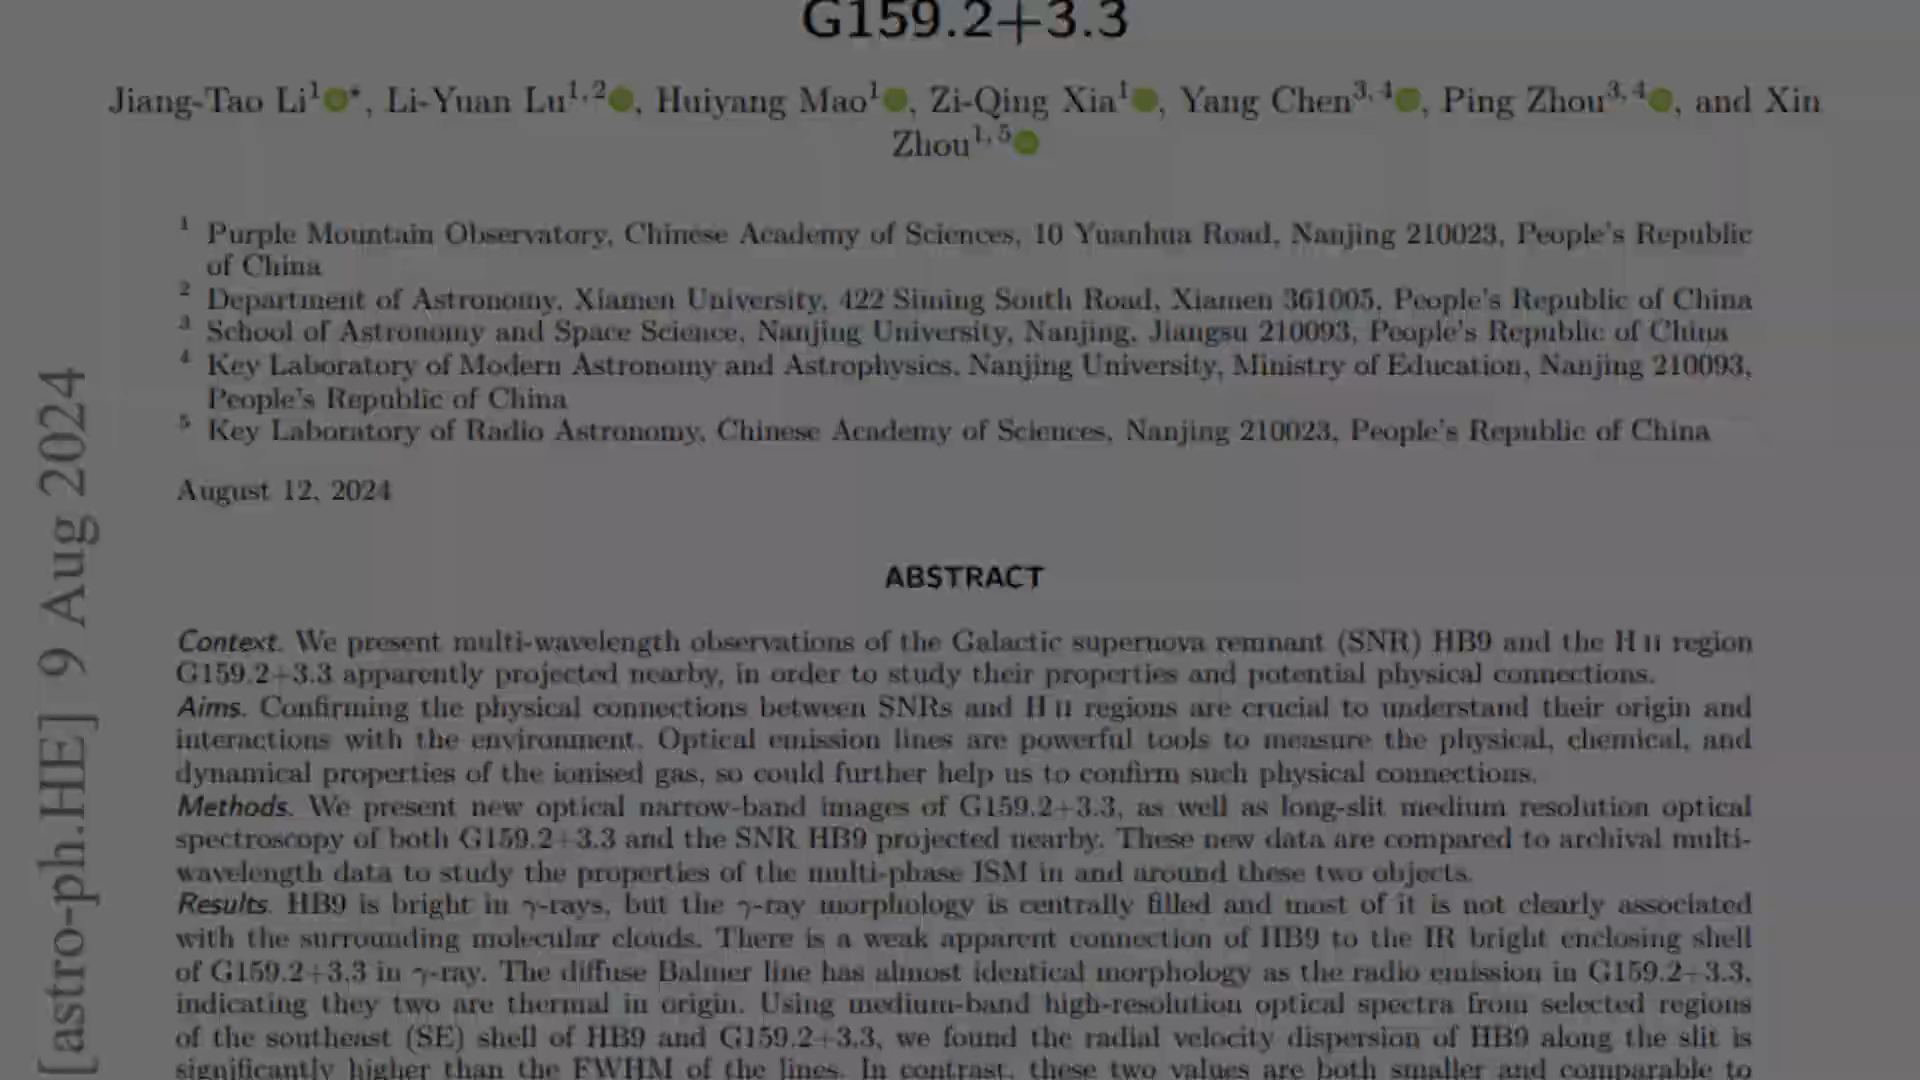 G159.2+3.3
Jiang-Tao Li1*, Li-Yuan Lu1,2, Huiyang Mao1, Zi-Qing Xia1, Yang Chen3,4, Ping Zhou3,4, and Xin
Zhou1,5
1 Purple Mountain Observatory, Chinese Academy of Sciences, 10 Yuanhua Road, Nanjing 210023, People's Republic
of China
2 Department of Astronomy, Xiamen University, 422 Siming South Road, Xiamen 361005, People's Republic of China
3 School of Astronomy and Space Science, Nanjing University, Nanjing, Jiangsu 210093, People's Republic of China
4 Key Laboratory of Modern Astronomy and Astrophysics, Nanjing University, Ministry of Education, Nanjing 210093,
People's Republic of China
5 Key Laboratory of Radio Astronomy, Chinese Academy of Sciences, Nanjing 210023, People's Republic of China
August 12, 2024
ABSTRACT
Context. We present multi-wavelength observations of the Galactic supernova remnant (SNR) HB9 and the H II region
G159.2+3.3 apparently projected nearby, in order to study their properties and potential physical connections.
Aims. Confirming the physical connections between SNRs and H II regions are crucial to understand their origin and
interactions with the environment. Optical emission lines are powerful tools to measure the physical, chemical, and
dynamical properties of the ionised gas, so could further help us to confirm such physical connections.
Methods. We present new optical narrow-band images of G159.2+3.3, as well as long-slit medium resolution optical
spectroscopy of both G159.2+3.3 and the SNR HB9 projected nearby. These new data are compared to archival multi-
wavelength data to study the properties of the multi-phase ISM in and around these two objects.
Results. HB9 is bright in γ-rays, but the γ-ray morphology is centrally filled and most of it is not clearly associated
with the surrounding molecular clouds. There is a weak apparent connection of HB9 to the IR bright enclosing shell
of G159.2+3.3 in γ-ray. The diffuse Balmer line has almost identical morphology as the radio emission in G159.2+3.3,
indicating they two are thermal in origin. Using medium-band high-resolution optical spectra from selected regions
of the southeast (SE) shell of HB9 and G159.2+3.3, we found the radial velocity dispersion of HB9 along the slit is
significantly higher than the FWHM of the lines. In contrast, these two values are both smaller and comparable to
[astro-ph.HE] 9 Aug 2024